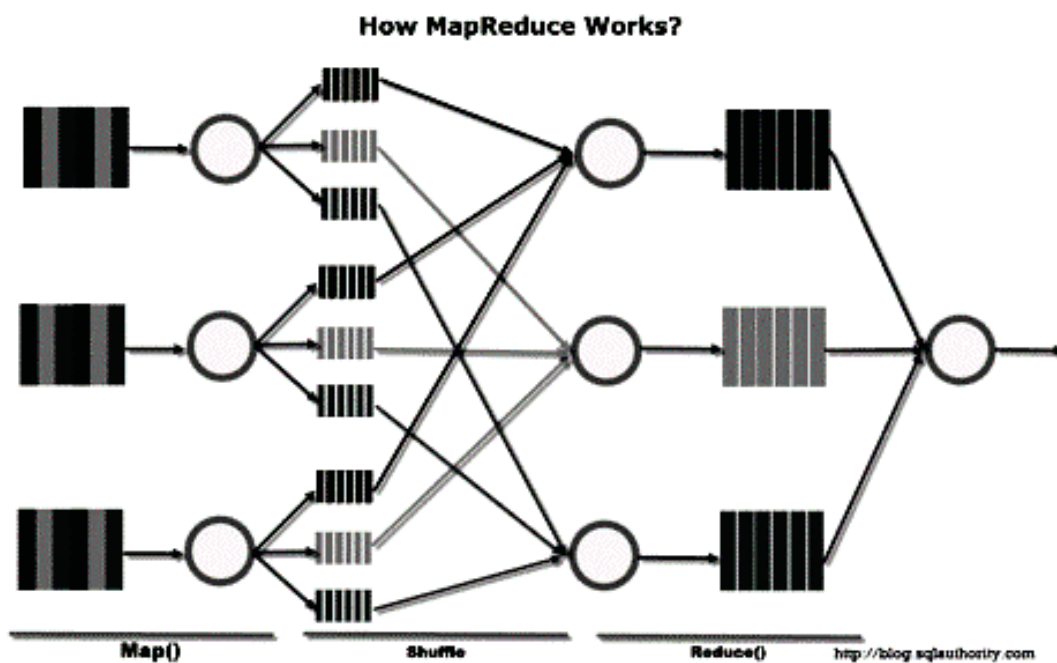 How MapReduce Works?
Map()
Shuffle
Reduce()
http://blog.sqlauthority.com